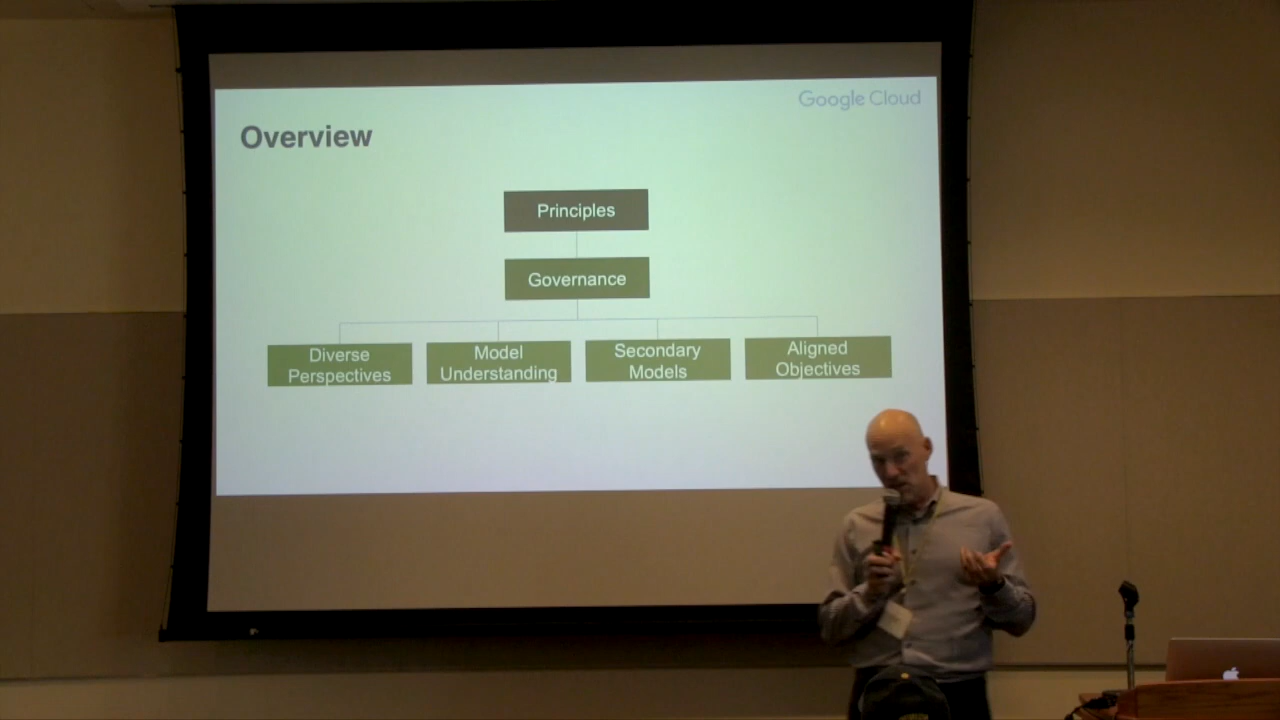 Google Cloud
Overview
Principles
Governance
Diverse
Perspectives
Model
Understanding
Secondary
Models
Aligned
Objectives